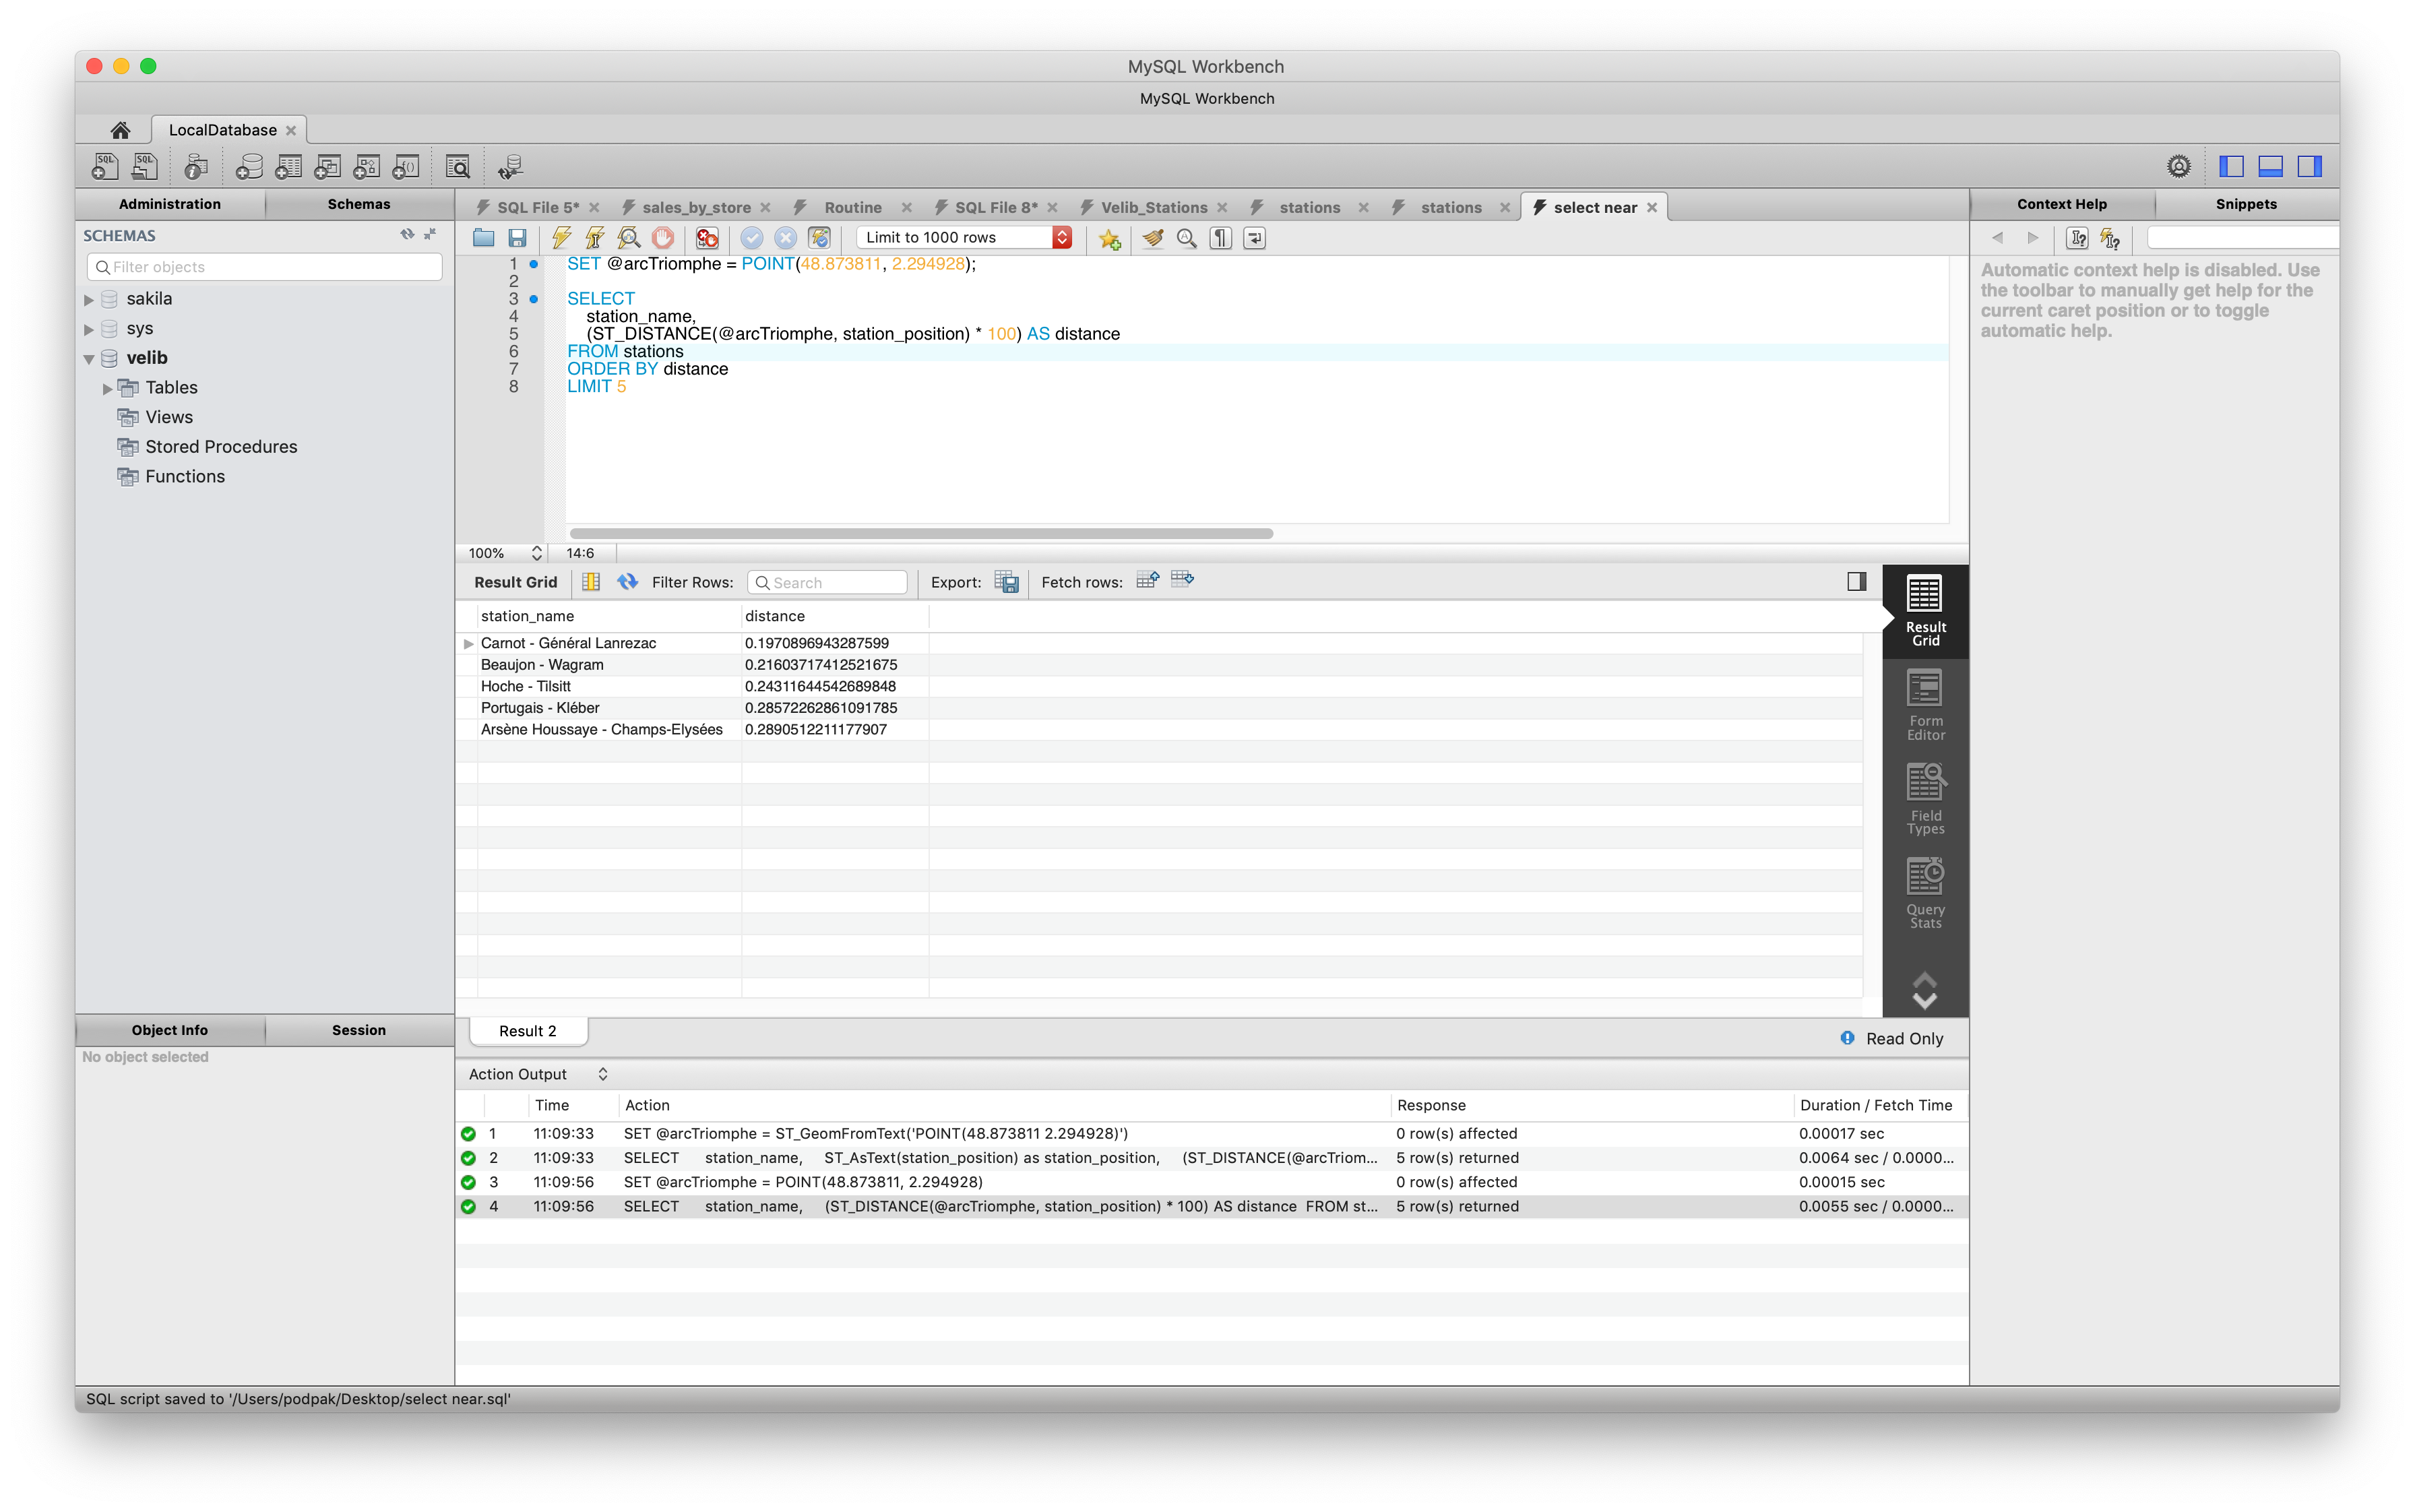 MySQL Workbench
MySQL Workbench
LocalDatabase
SQL SQL
Administration Schemas
SCHEMAS
Filter objects
sakila
sys
velib
Tables
Views
Stored Procedures
Functions
Object Info Session
No object selected
SQL File 5* sales_by_store Routine SQL File 8* Velib_Stations stations stations select near
Limit to 1000 rows
1 SET @arcTriomphe = POINT(48.873811, 2.294928);
2
3 SELECT
4 station_name,
5 (ST_DISTANCE(@arcTriomphe, station_position) * 100) AS distance
6 FROM stations
7 ORDER BY distance
8 LIMIT 5
100% 14:6
Result Grid Filter Rows: Search Export: Fetch rows:
station_name distance
Carnot - Général Lanrezac 0.1970896943287599
Beaujon - Wagram 0.21603717412521675
Hoche - Tilsitt 0.24311644542689848
Portugais - Kléber 0.28572262861091785
Arsène Houssaye - Champs-Elysées 0.2890512211177907
Result
Grid
Form
Editor
Field
Types
Query
Stats
Result 2 Read Only
Action Output
Time Action Response Duration / Fetch Time
1 11:09:33 SET @arcTriomphe = ST_GeomFromText('POINT(48.873811 2.294928)') 0 row(s) affected 0.00017 sec
2 11:09:33 SELECT station_name, ST_AsText(station_position) as station_position, (ST_DISTANCE(@arcTriom... 5 row(s) returned 0.0064 sec / 0.0000...
3 11:09:56 SET @arcTriomphe = POINT(48.873811, 2.294928) 0 row(s) affected 0.00015 sec
4 11:09:56 SELECT station_name, (ST_DISTANCE(@arcTriomphe, station_position) * 100) AS distance FROM st... 5 row(s) returned 0.0055 sec / 0.0000...
Context Help Snippets
Automatic context help is disabled. Use
the toolbar to manually get help for the
current caret position or to toggle
automatic help.
SQL script saved to '/Users/podpak/Desktop/select near.sql'